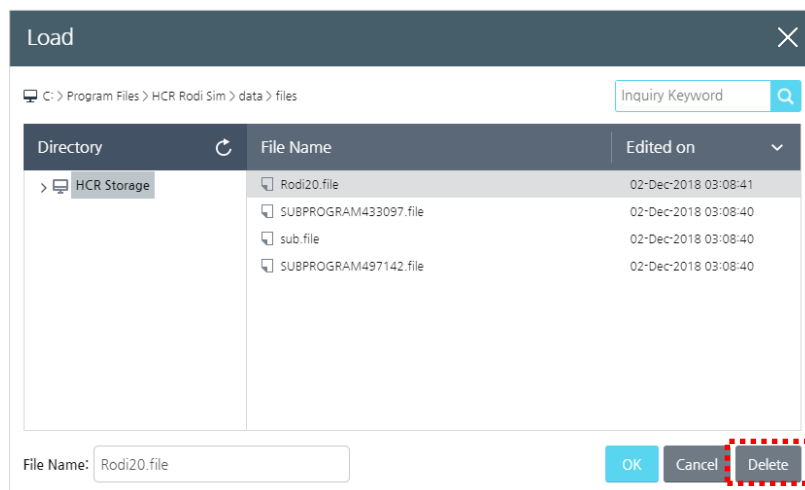 Load
C: > Program Files > HCR Rodi Sim > data > files
Inquiry Keyword
Directory File Name Edited on
HCR Storage
Rodi20.file 02-Dec-2018 03:08:41
SUBPROGRAM433097.file 02-Dec-2018 03:08:40
sub.file 02-Dec-2018 03:08:40
SUBPROGRAM497142.file 02-Dec-2018 03:08:40
File Name: Rodi20.file OK Cancel Delete